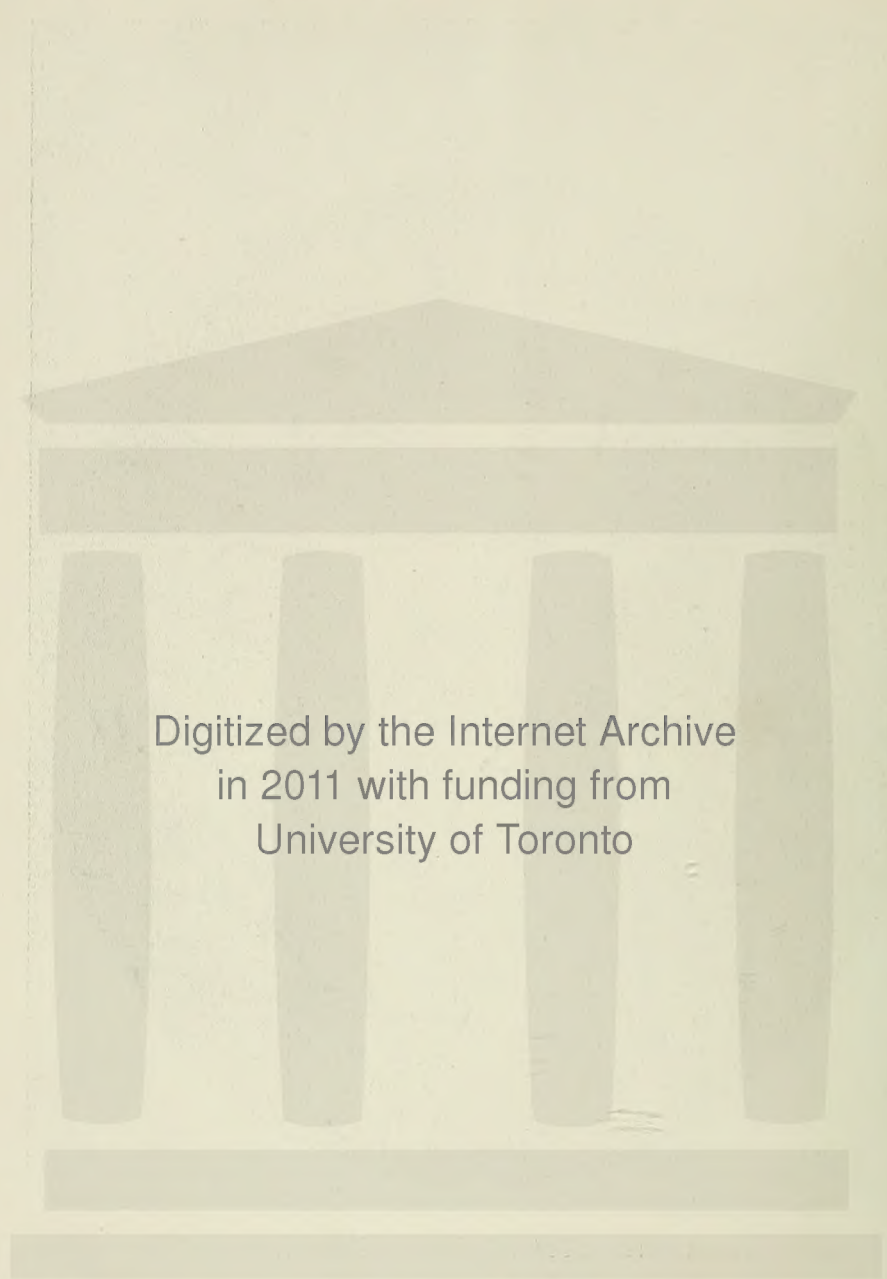 Digitized by the Internet Archive
in 2011 with funding from
University of Toronto